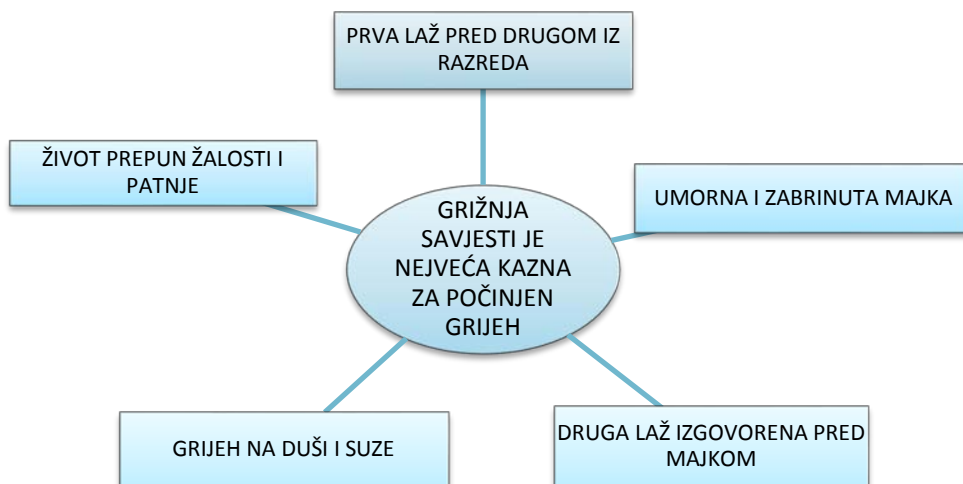 PRVA LAŽ PRED DRUGOM IZ
RAZREDA
ŽIVOT PREPUN ŽALOSTI I
PATNJE
UMORNA I ZABRINUTA MAJKA
GRIŽNJA
SAVJESTI JE
NEJVEĆA KAZNA
ZA POČINJEN
GRIJEH
GRIJEH NA DUŠI I SUZE
DRUGA LAŽ IZGOVORENA PRED
MAJKOM